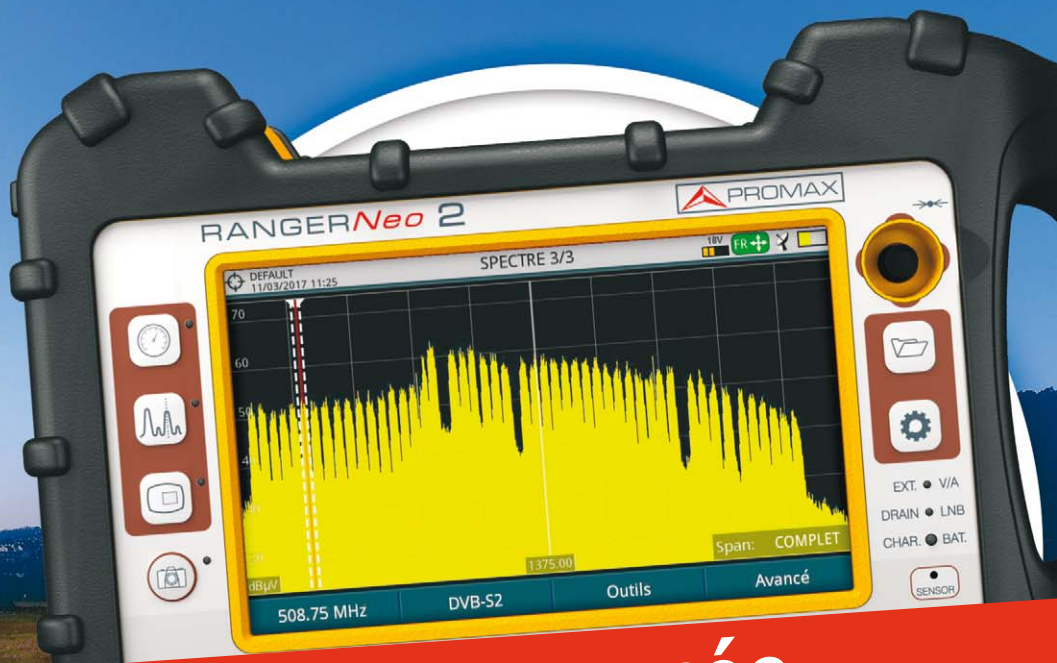 RANGERNeo 2
PROMAX
DEFAULT
11/03/2017 11:25
SPECTRE 3/3
18V
FR
70
60
50
dBµV
1375.00
Span: COMPLET
508.75 MHz
DVB-S2
Outils
Avancé
EXT. V/A
DRAIN LNB
CHAR. BAT.
SENSOR